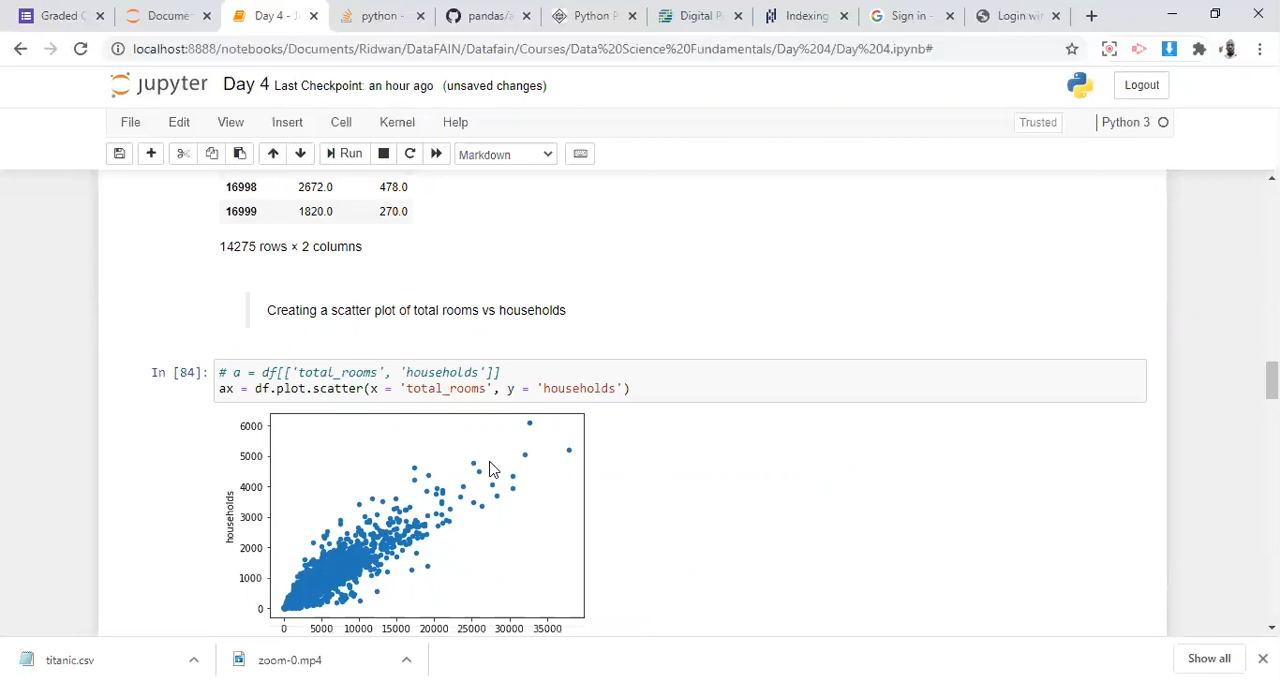 Graded Q
Docume
Day 4 - J
python -
pandas/a
Python P
Digital P
Indexing
Sign in -
Login wit
localhost:8888/notebooks/Documents/Ridwan/DataFAIN/Datafain/Courses/Data%20Science%20Fundamentals/Day%204/Day%204.ipynb#
jupyter Day 4 Last Checkpoint: an hour ago (unsaved changes)
Logout
File Edit View Insert Cell Kernel Help
Trusted
Python 3
Run
Markdown
16998 2672.0 478.0
16999 1820.0 270.0
14275 rows × 2 columns
Creating a scatter plot of total rooms vs households
In [84]:
# a = df[['total_rooms', 'households']]
ax = df.plot.scatter(x = 'total_rooms', y = 'households')
6000
5000
4000
3000
2000
1000
0
households
0 5000 10000 15000 20000 25000 30000 35000
titanic.csv
zoom-0.mp4
Show all